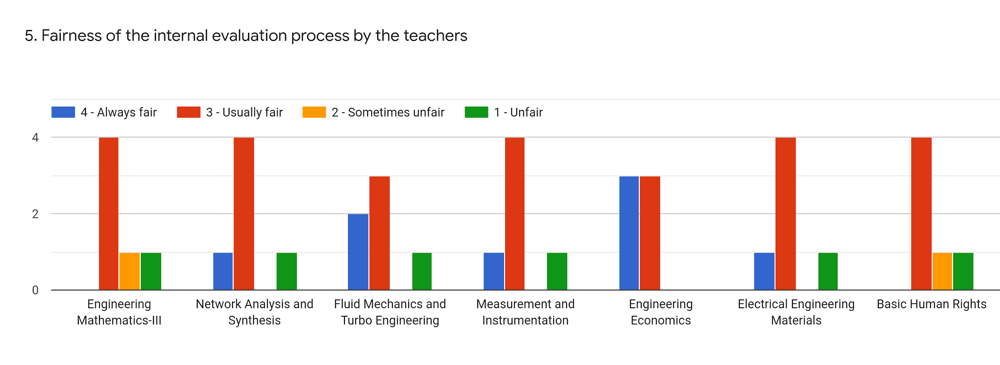 5. Fairness of the internal evaluation process by the teachers
4 - Always fair 3 - Usually fair 2 - Sometimes unfair 1 - Unfair
4
2
0
Engineering Mathematics-III
Network Analysis and Synthesis
Fluid Mechanics and Turbo Engineering
Measurement and Instrumentation
Engineering Economics
Electrical Engineering Materials
Basic Human Rights